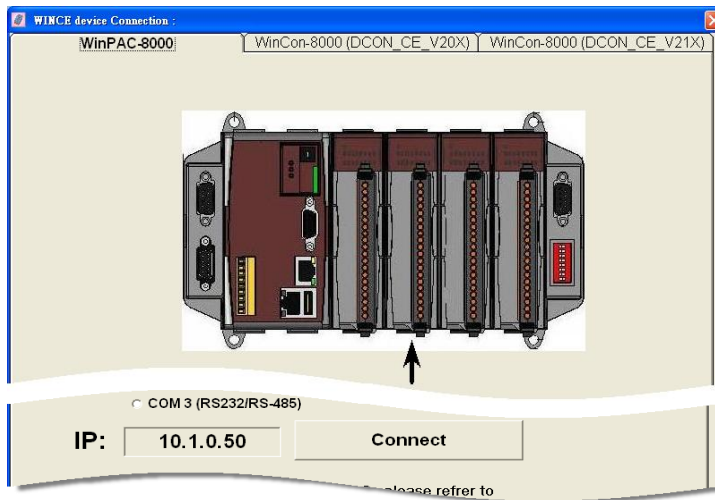 WINCE device Connection :
WinPAC-8000 WinCon-8000 (DCON_CE_V20X) WinCon-8000 (DCON_CE_V21X)
COM 3 (RS232/RS-485)
IP: 10.1.0.50 Connect
please refrer to